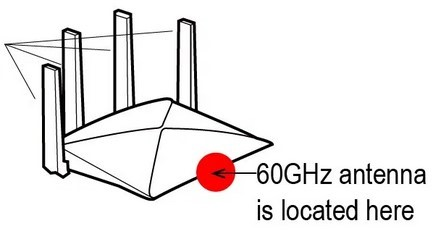 60GHz antenna
is located here